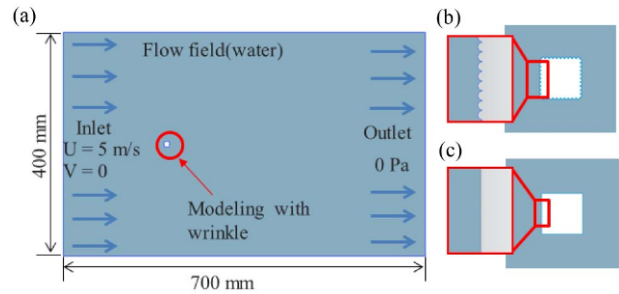 (a)
Flow field(water)
Inlet
U = 5 m/s
V = 0
Outlet
0 Pa
Modeling with
wrinkle
400 mm
700 mm
(b)
(c)